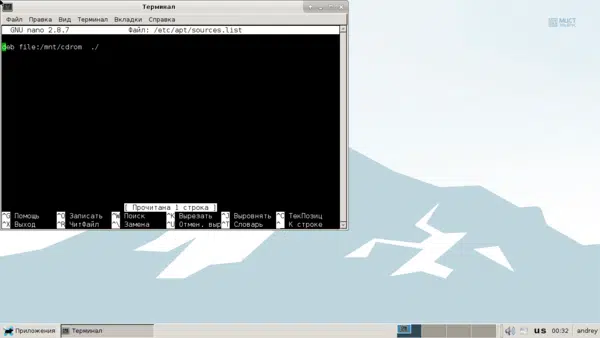 Терминал
Файл Правка Вид Терминал Вкладки Справка
GNU nano 2.8.7 Файл: /etc/apt/sources.list
deb file:/mnt/cdrom ./
[ Прочитана 1 строка ]
^G Помощь ^O Записать ^W Поиск ^K Вырезать ^J Выровнять ^C ТекПозиц
^X Выход ^R ЧитФайл ^\ Замена ^U Отмен. выр ^T Словарь ^_ К строке
Приложения Терминал us 00:32 andrey